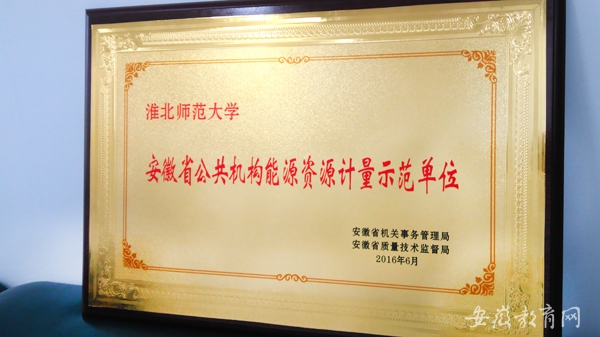 淮北师范大学
安徽省公共机构能源资源计量示范单位
安徽省机关事务管理局
安徽省质量技术监督局
2016年6月
安徽教育网